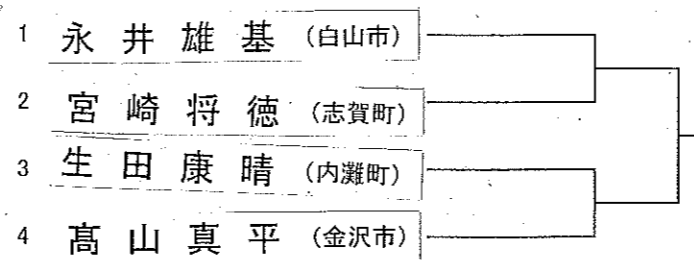 1 永井雄基 (白山市)
2 宮崎将徳 (志賀町)
3 生田康晴 (内灘町)
4 髙山真平 (金沢市)